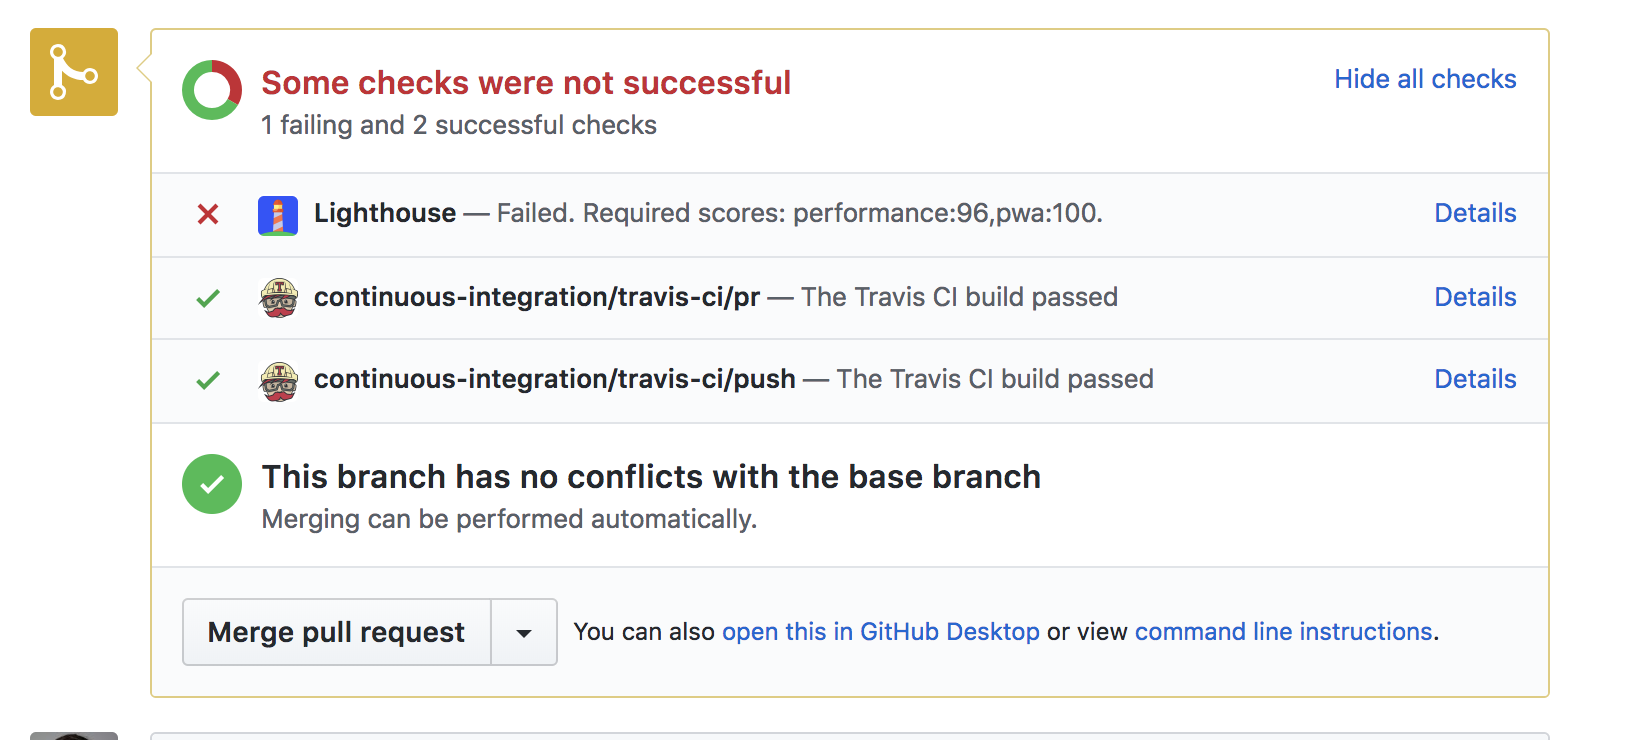 Some checks were not successful
Hide all checks
1 failing and 2 successful checks
Lighthouse — Failed. Required scores: performance:96,pwa:100.
Details
continuous-integration/travis-ci/pr — The Travis CI build passed
Details
continuous-integration/travis-ci/push — The Travis CI build passed
Details
This branch has no conflicts with the base branch
Merging can be performed automatically.
Merge pull request
You can also open this in GitHub Desktop or view command line instructions.